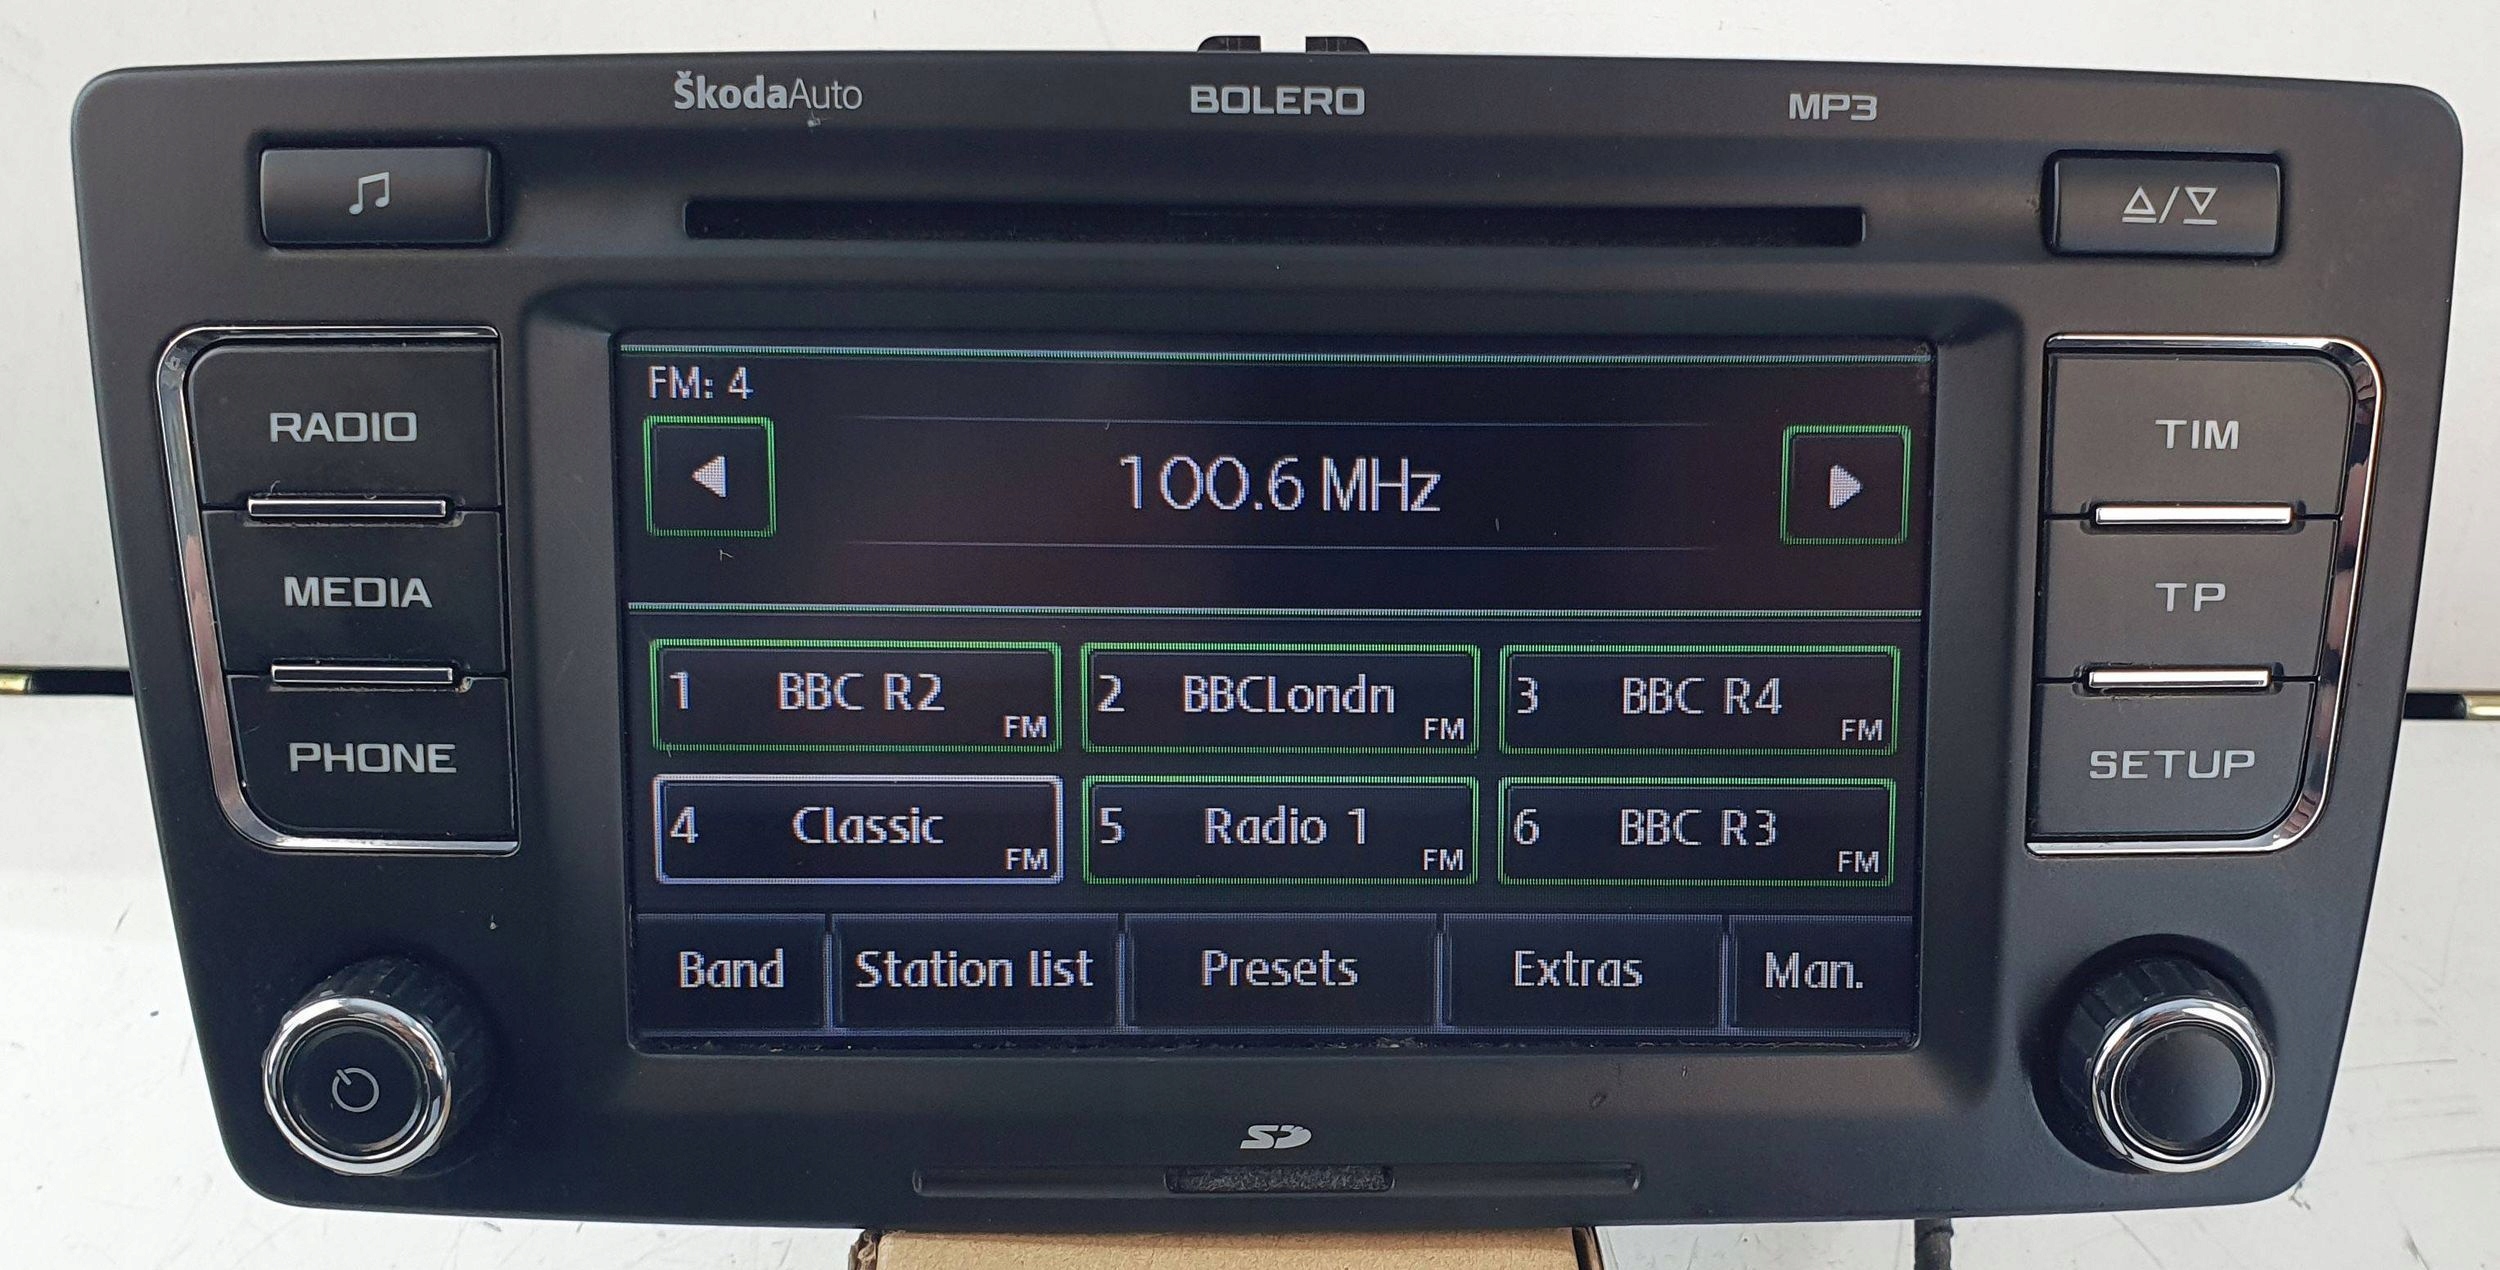 ŠkodaAuto
BOLERO
MP3
RADIO
MEDIA
PHONE
FM: 4
100.6 MHz
1 BBC R2 FM
2 BBCLondn FM
3 BBC R4 FM
4 Classic FM
5 Radio 1 FM
6 BBC R3 FM
Band
Station list
Presets
Extras
Man.
TIM
TP
SETUP
SD